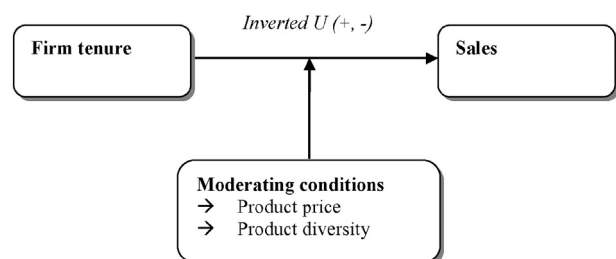 Inverted U (+, -)
Firm tenure
Sales
Moderating conditions
→ Product price
→ Product diversity